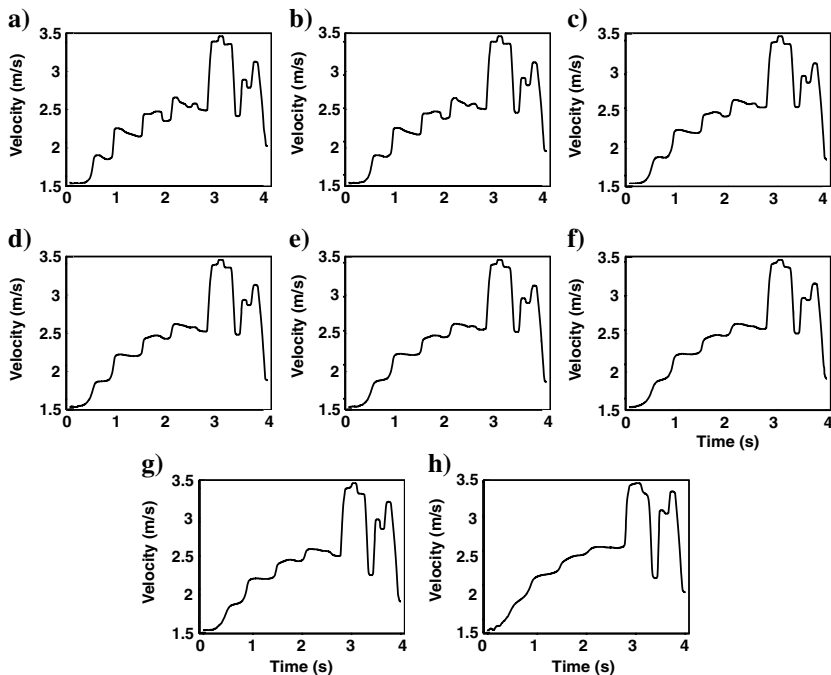 a) b) c)
3.5 3.5 3.5
Velocity (m/s) Velocity (m/s) Velocity (m/s)
3 3 3
2.5 2.5 2.5
2 2 2
1.5 1.5 1.5
0 1 2 3 4 0 1 2 3 4 0 1 2 3 4
d) e) f)
3.5 3.5 3.5
Velocity (m/s) Velocity (m/s) Velocity (m/s)
3 3 3
2.5 2.5 2.5
2 2 2
1.5 1.5 1.5
0 1 2 3 4 0 1 2 3 4 0 1 2 3 4
Time (s)
g) h)
3.5 3.5
Velocity (m/s) Velocity (m/s)
3 3
2.5 2.5
2 2
1.5 1.5
0 1 2 3 4 0 1 2 3 4
Time (s) Time (s)